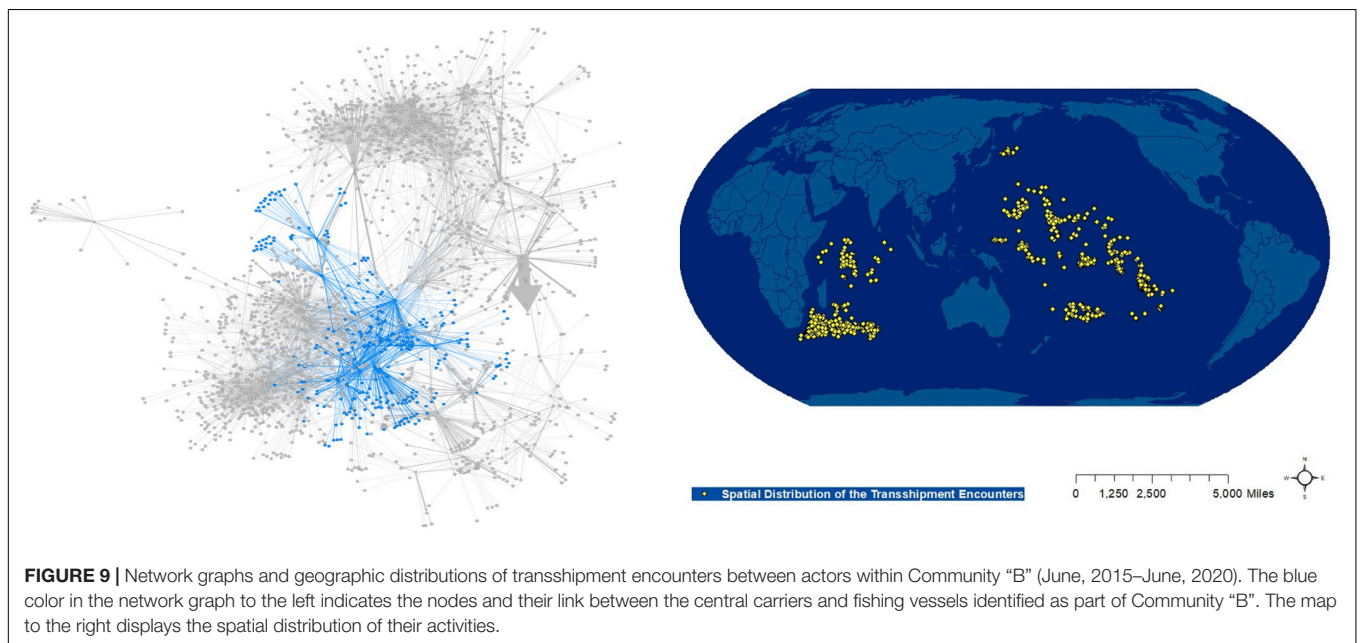 Spatial Distribution of the Transshipment Encounters
0 1,250 2,500 5,000 Miles
N
W E
S
FIGURE 9 | Network graphs and geographic distributions of transshipment encounters between actors within Community “B” (June, 2015–June, 2020). The blue
color in the network graph to the left indicates the nodes and their link between the central carriers and fishing vessels identified as part of Community “B”. The map
to the right displays the spatial distribution of their activities.